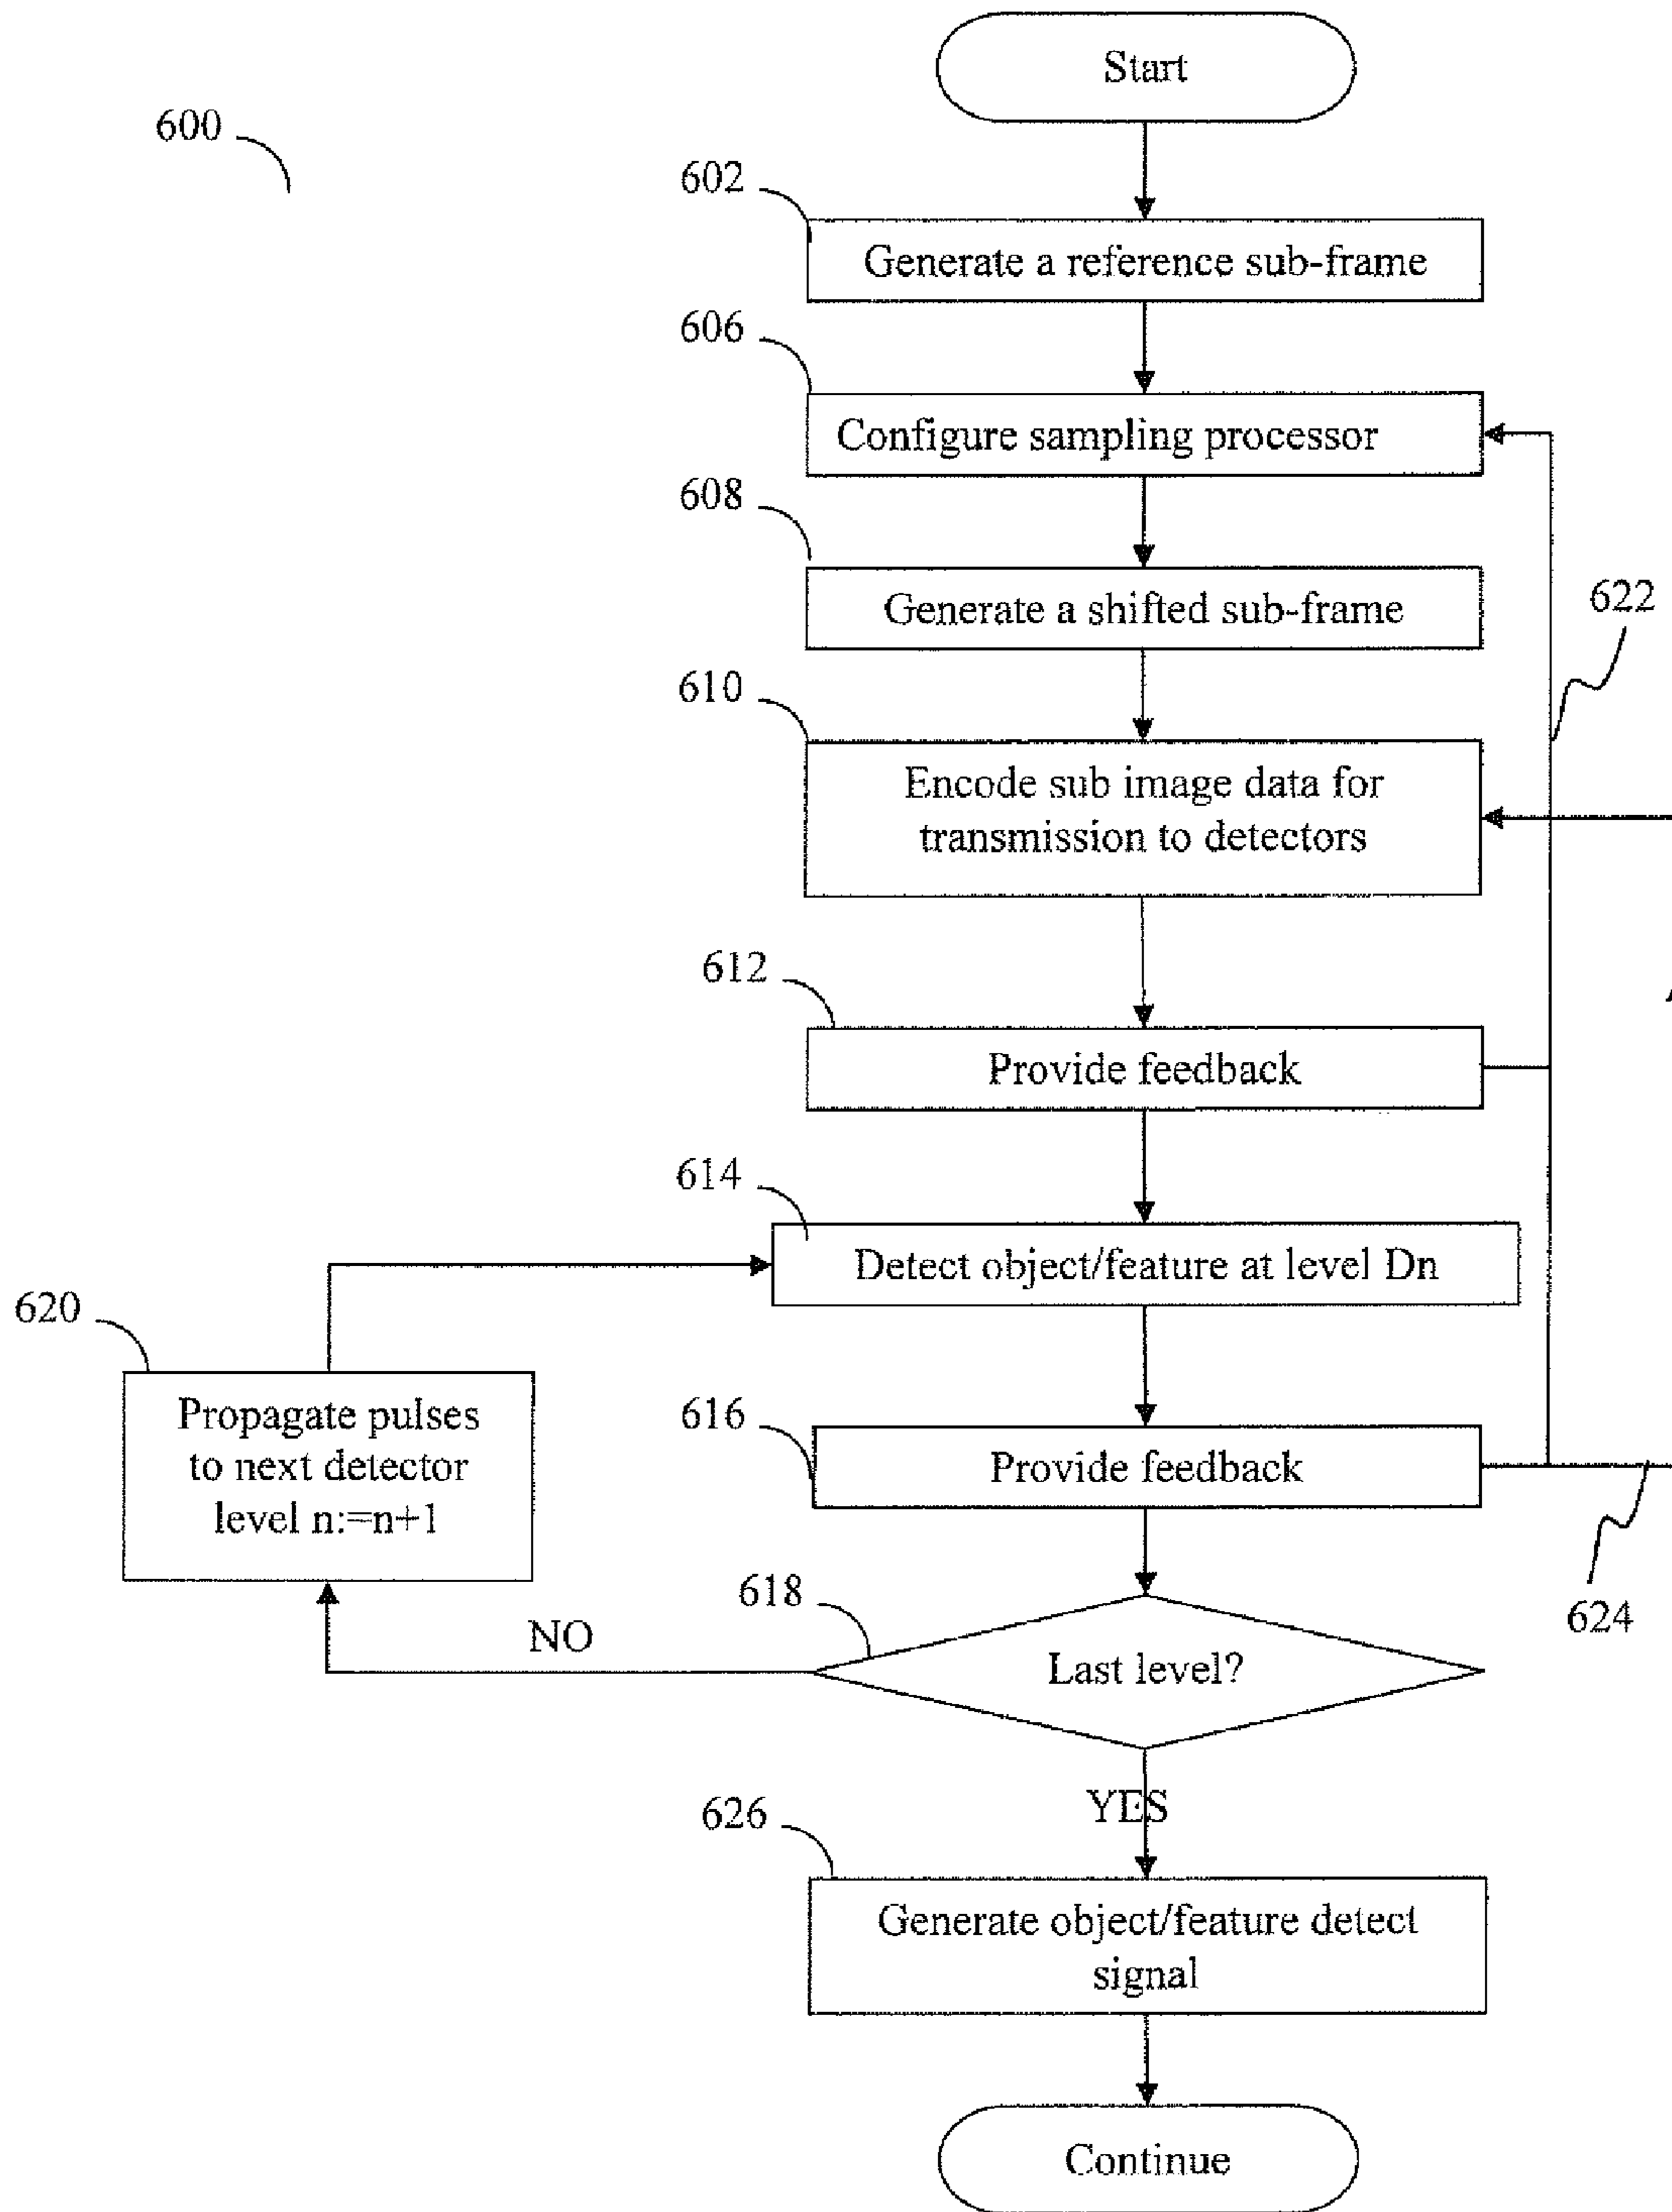 Start
600
602
Generate a reference sub-frame
606
Configure sampling processor
608
Generate a shifted sub-frame
622
610
Encode sub image data for
transmission to detectors
612
Provide feedback
614
Detect object/feature at level Dn
620
Propagate pulses
to next detector
level n:=n+1
616
Provide feedback
624
618
NO
Last level?
YES
626
Generate object/feature detect
signal
Continue